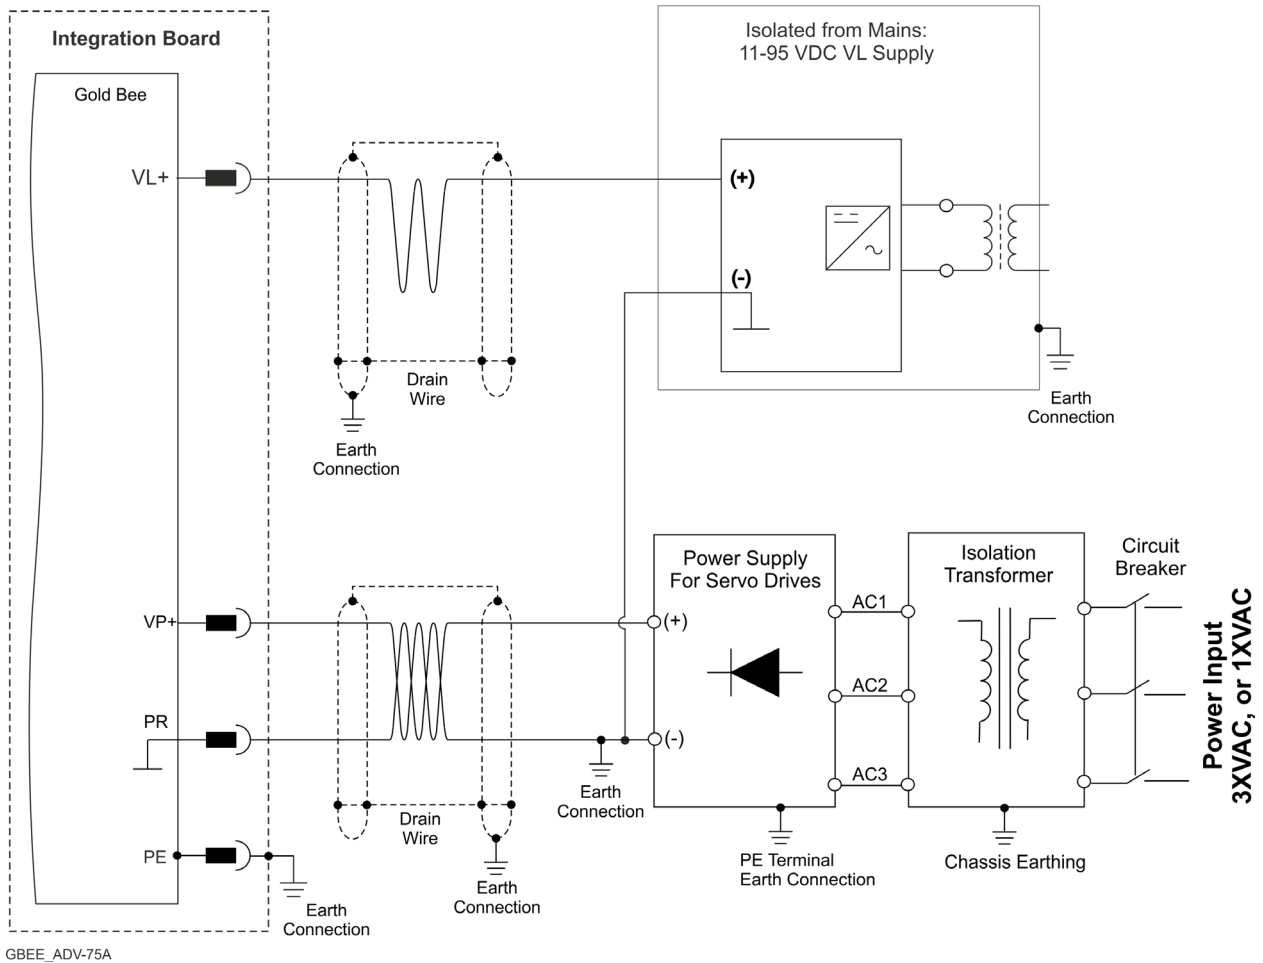 Integration Board
Gold Bee
Isolated from Mains:
11-95 VDC VL Supply
VL+
(+)
(-)
Drain
Wire
Earth
Connection
Earth
Connection
Power Supply
For Servo Drives
Isolation
Transformer
Circuit
Breaker
VP+
(+)
AC1
AC2
PR
(-)
AC3
Power Input
3XVAC, or 1XVAC
Earth
Connection
Drain
Wire
PE
PE Terminal
Earth Connection
Chassis Earthing
Earth
Connection
Earth
Connection
GBEE_ADV-75A